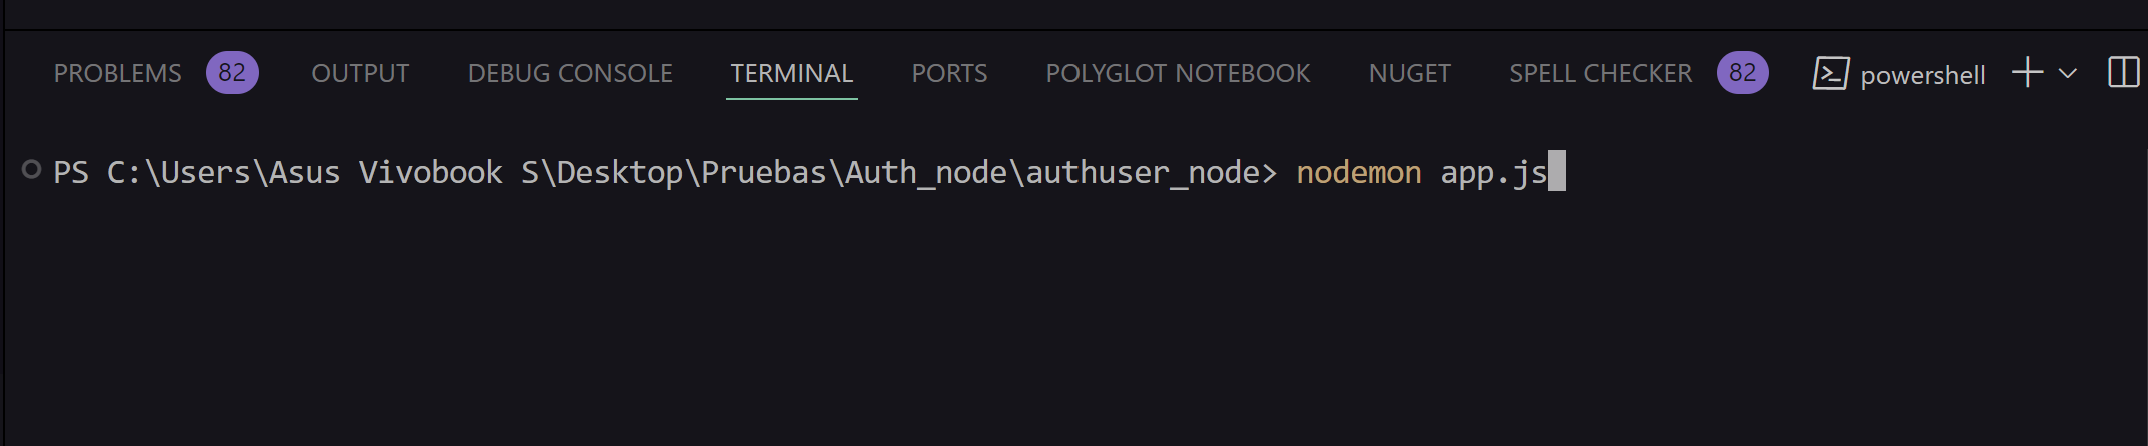 PROBLEMS 82 OUTPUT DEBUG CONSOLE TERMINAL PORTS POLYGLOT NOTEBOOK NUGET SPELL CHECKER 82 powershell
PS C:\Users\Asus Vivobook S\Desktop\Pruebas\Auth_node\authuser_node> nodemon app.js